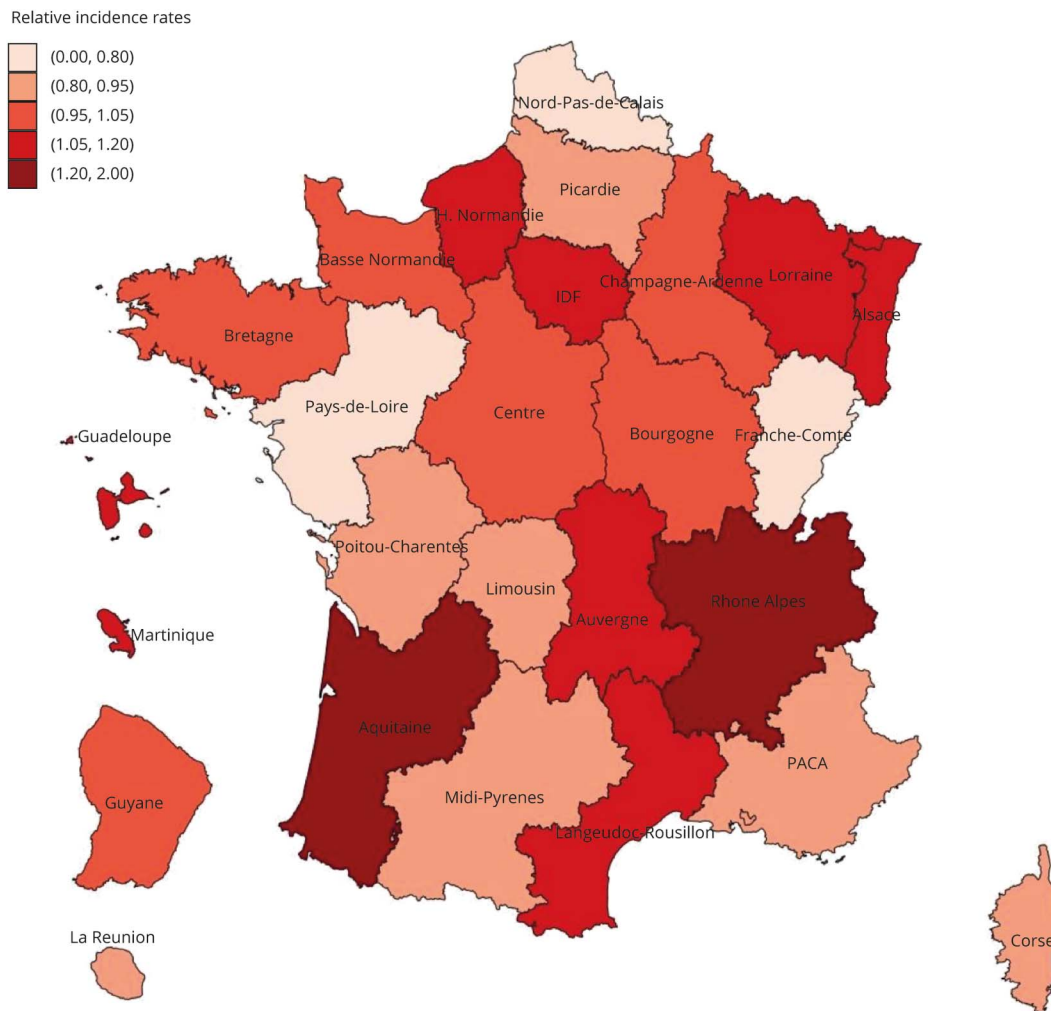 Relative incidence rates
(0.00, 0.80)
(0.80, 0.95)
(0.95, 1.05)
(1.05, 1.20)
(1.20, 2.00)
Nord-Pas-de-Calais
Picardie
H. Normandie
Basse Normandie
IDF
Champagne-Ardenne
Lorraine
Alsace
Bretagne
Pays-de-Loire
Centre
Bourgogne
Franche-Comte
Guadeloupe
Poitou-Charentes
Limousin
Rhone Alpes
Auvergne
Martinique
Aquitaine
PACA
Midi-Pyrenes
Guyane
Langeudoc-Rousillon
La Reunion
Corse